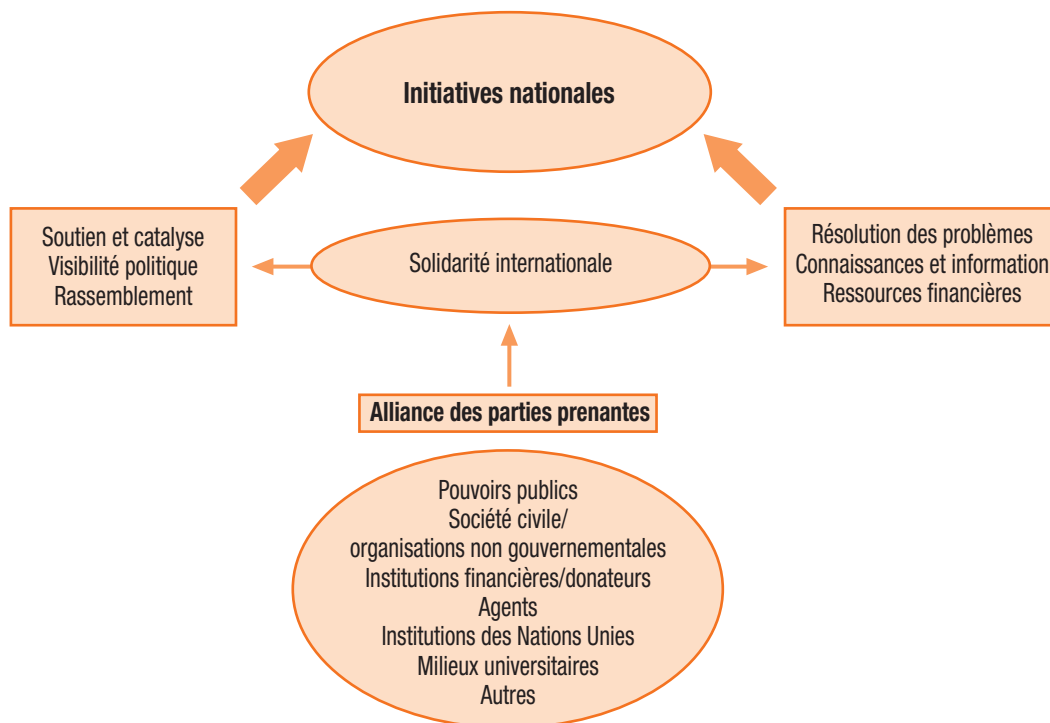 Initiatives nationales
Soutien et catalyse
Visibilité politique
Rassemblement
Solidarité internationale
Résolution des problèmes
Connaissances et information
Ressources financières
Alliance des parties prenantes
Pouvoirs publics
Société civile/
organisations non gouvernementales
Institutions financières/donateurs
Agents
Institutions des Nations Unies
Milieux universitaires
Autres